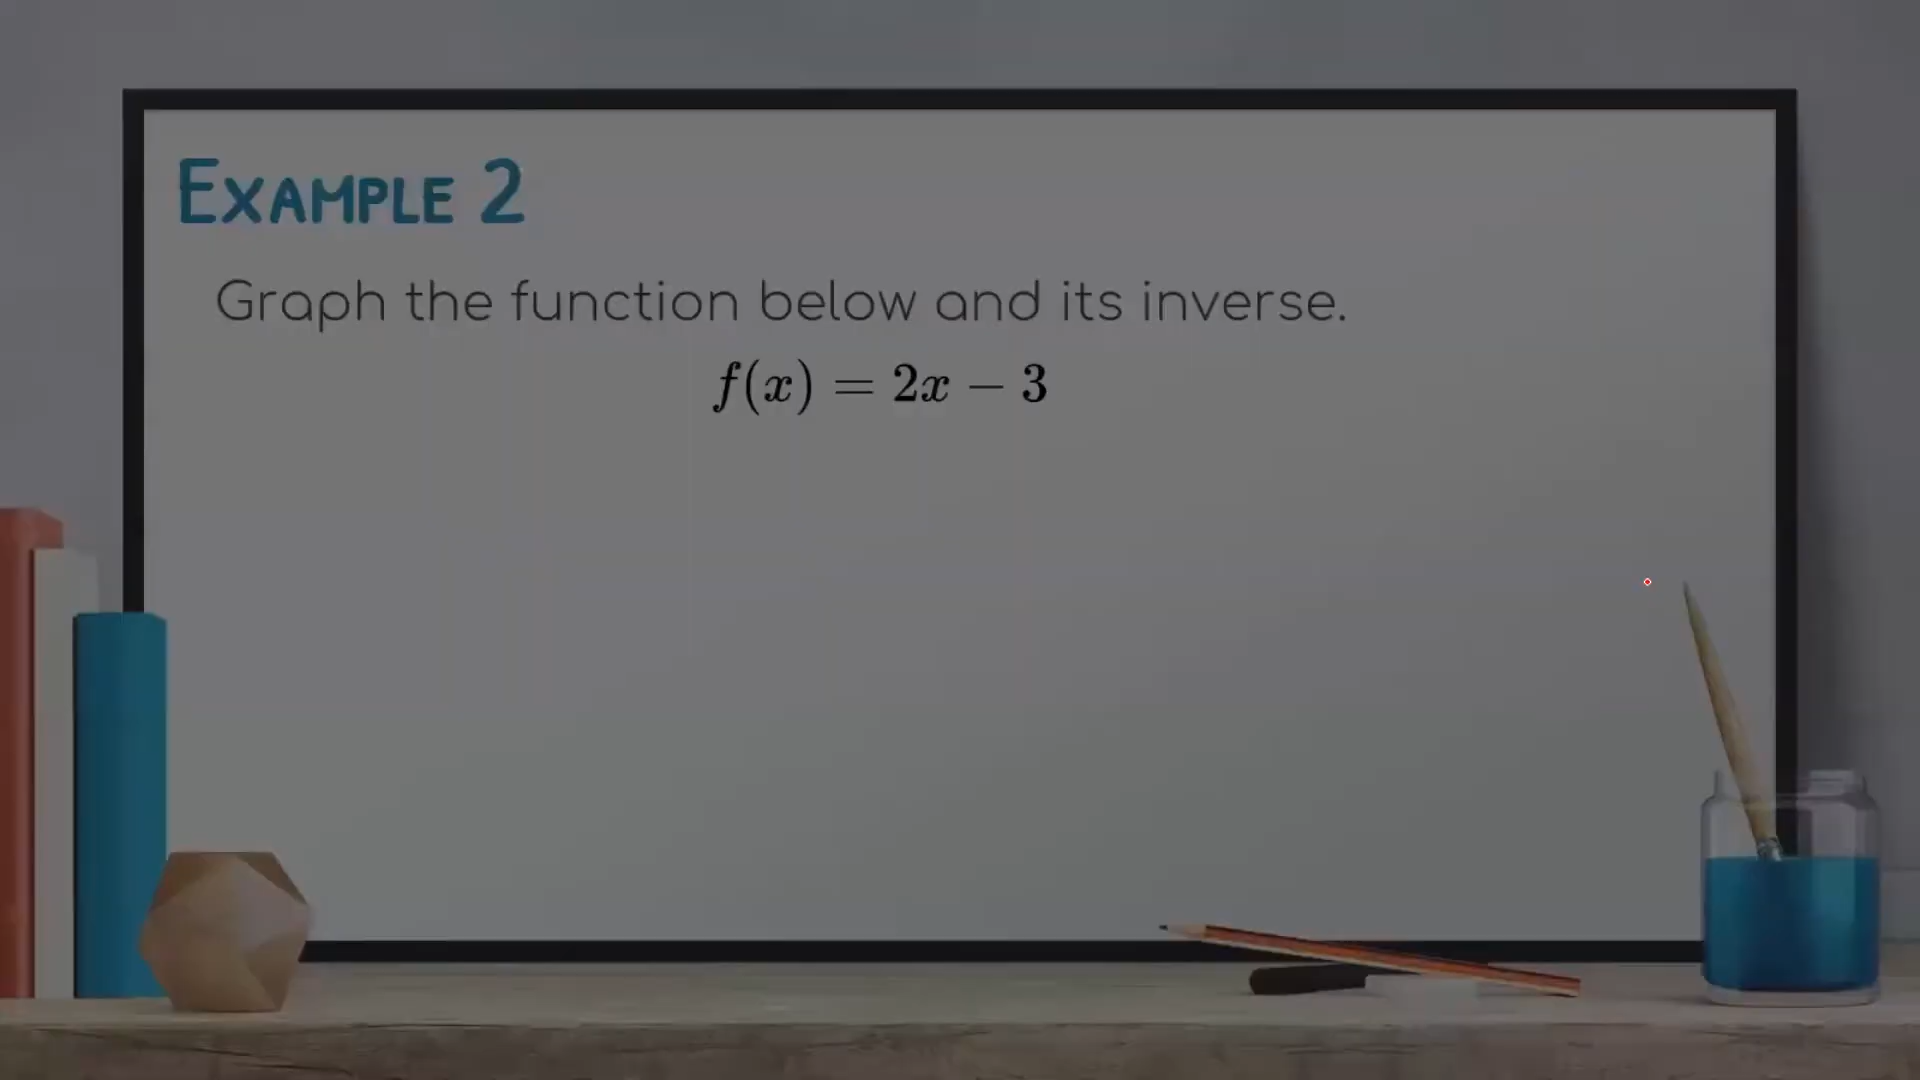 EXAMPLE 2
Graph the function below and its inverse.
f(x) = 2x − 3